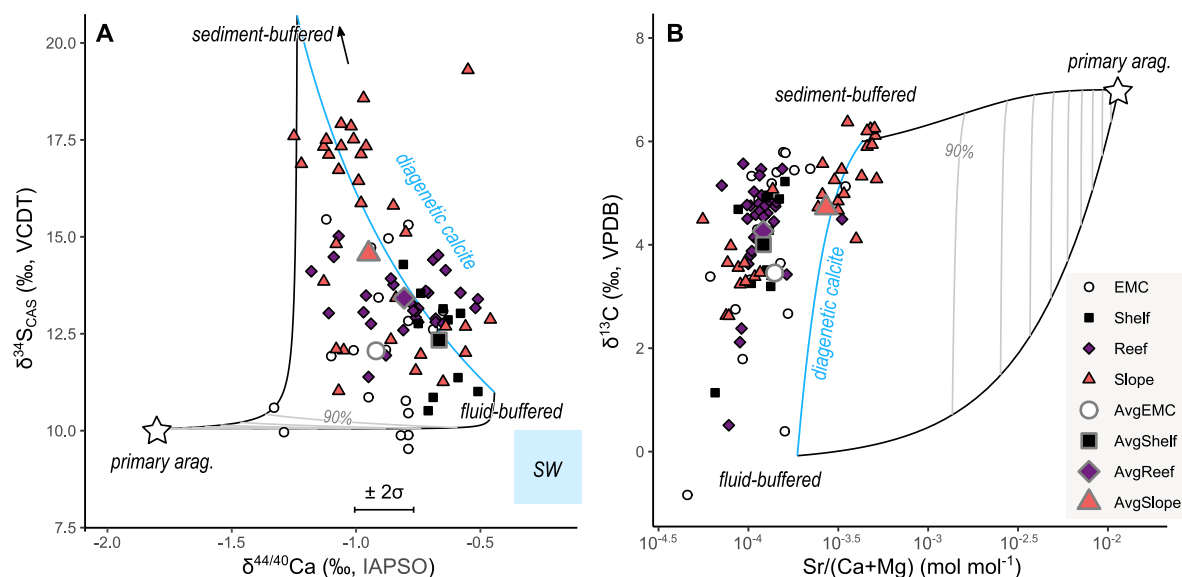 A
sediment-buffered
20.0
17.5
15.0
12.5
10.0
7.5
δ³⁴S_CAS (‰, VCDT)
diagenetic calcite
fluid-buffered
90%
primary arag.
SW
± 2σ
-2.0 -1.5 -1.0 -0.5
δ⁴⁴/⁴⁰Ca (‰, IAPSO)
B
primary arag.
sediment-buffered
8
6
4
2
0
δ¹³C (‰, VPDB)
90%
diagenetic calcite
fluid-buffered
EMC
Shelf
Reef
Slope
AvgEMC
AvgShelf
AvgReef
AvgSlope
10⁻⁴·⁵ 10⁻⁴ 10⁻³·⁵ 10⁻³ 10⁻²·⁵ 10⁻²
Sr/(Ca+Mg) (mol mol⁻¹)